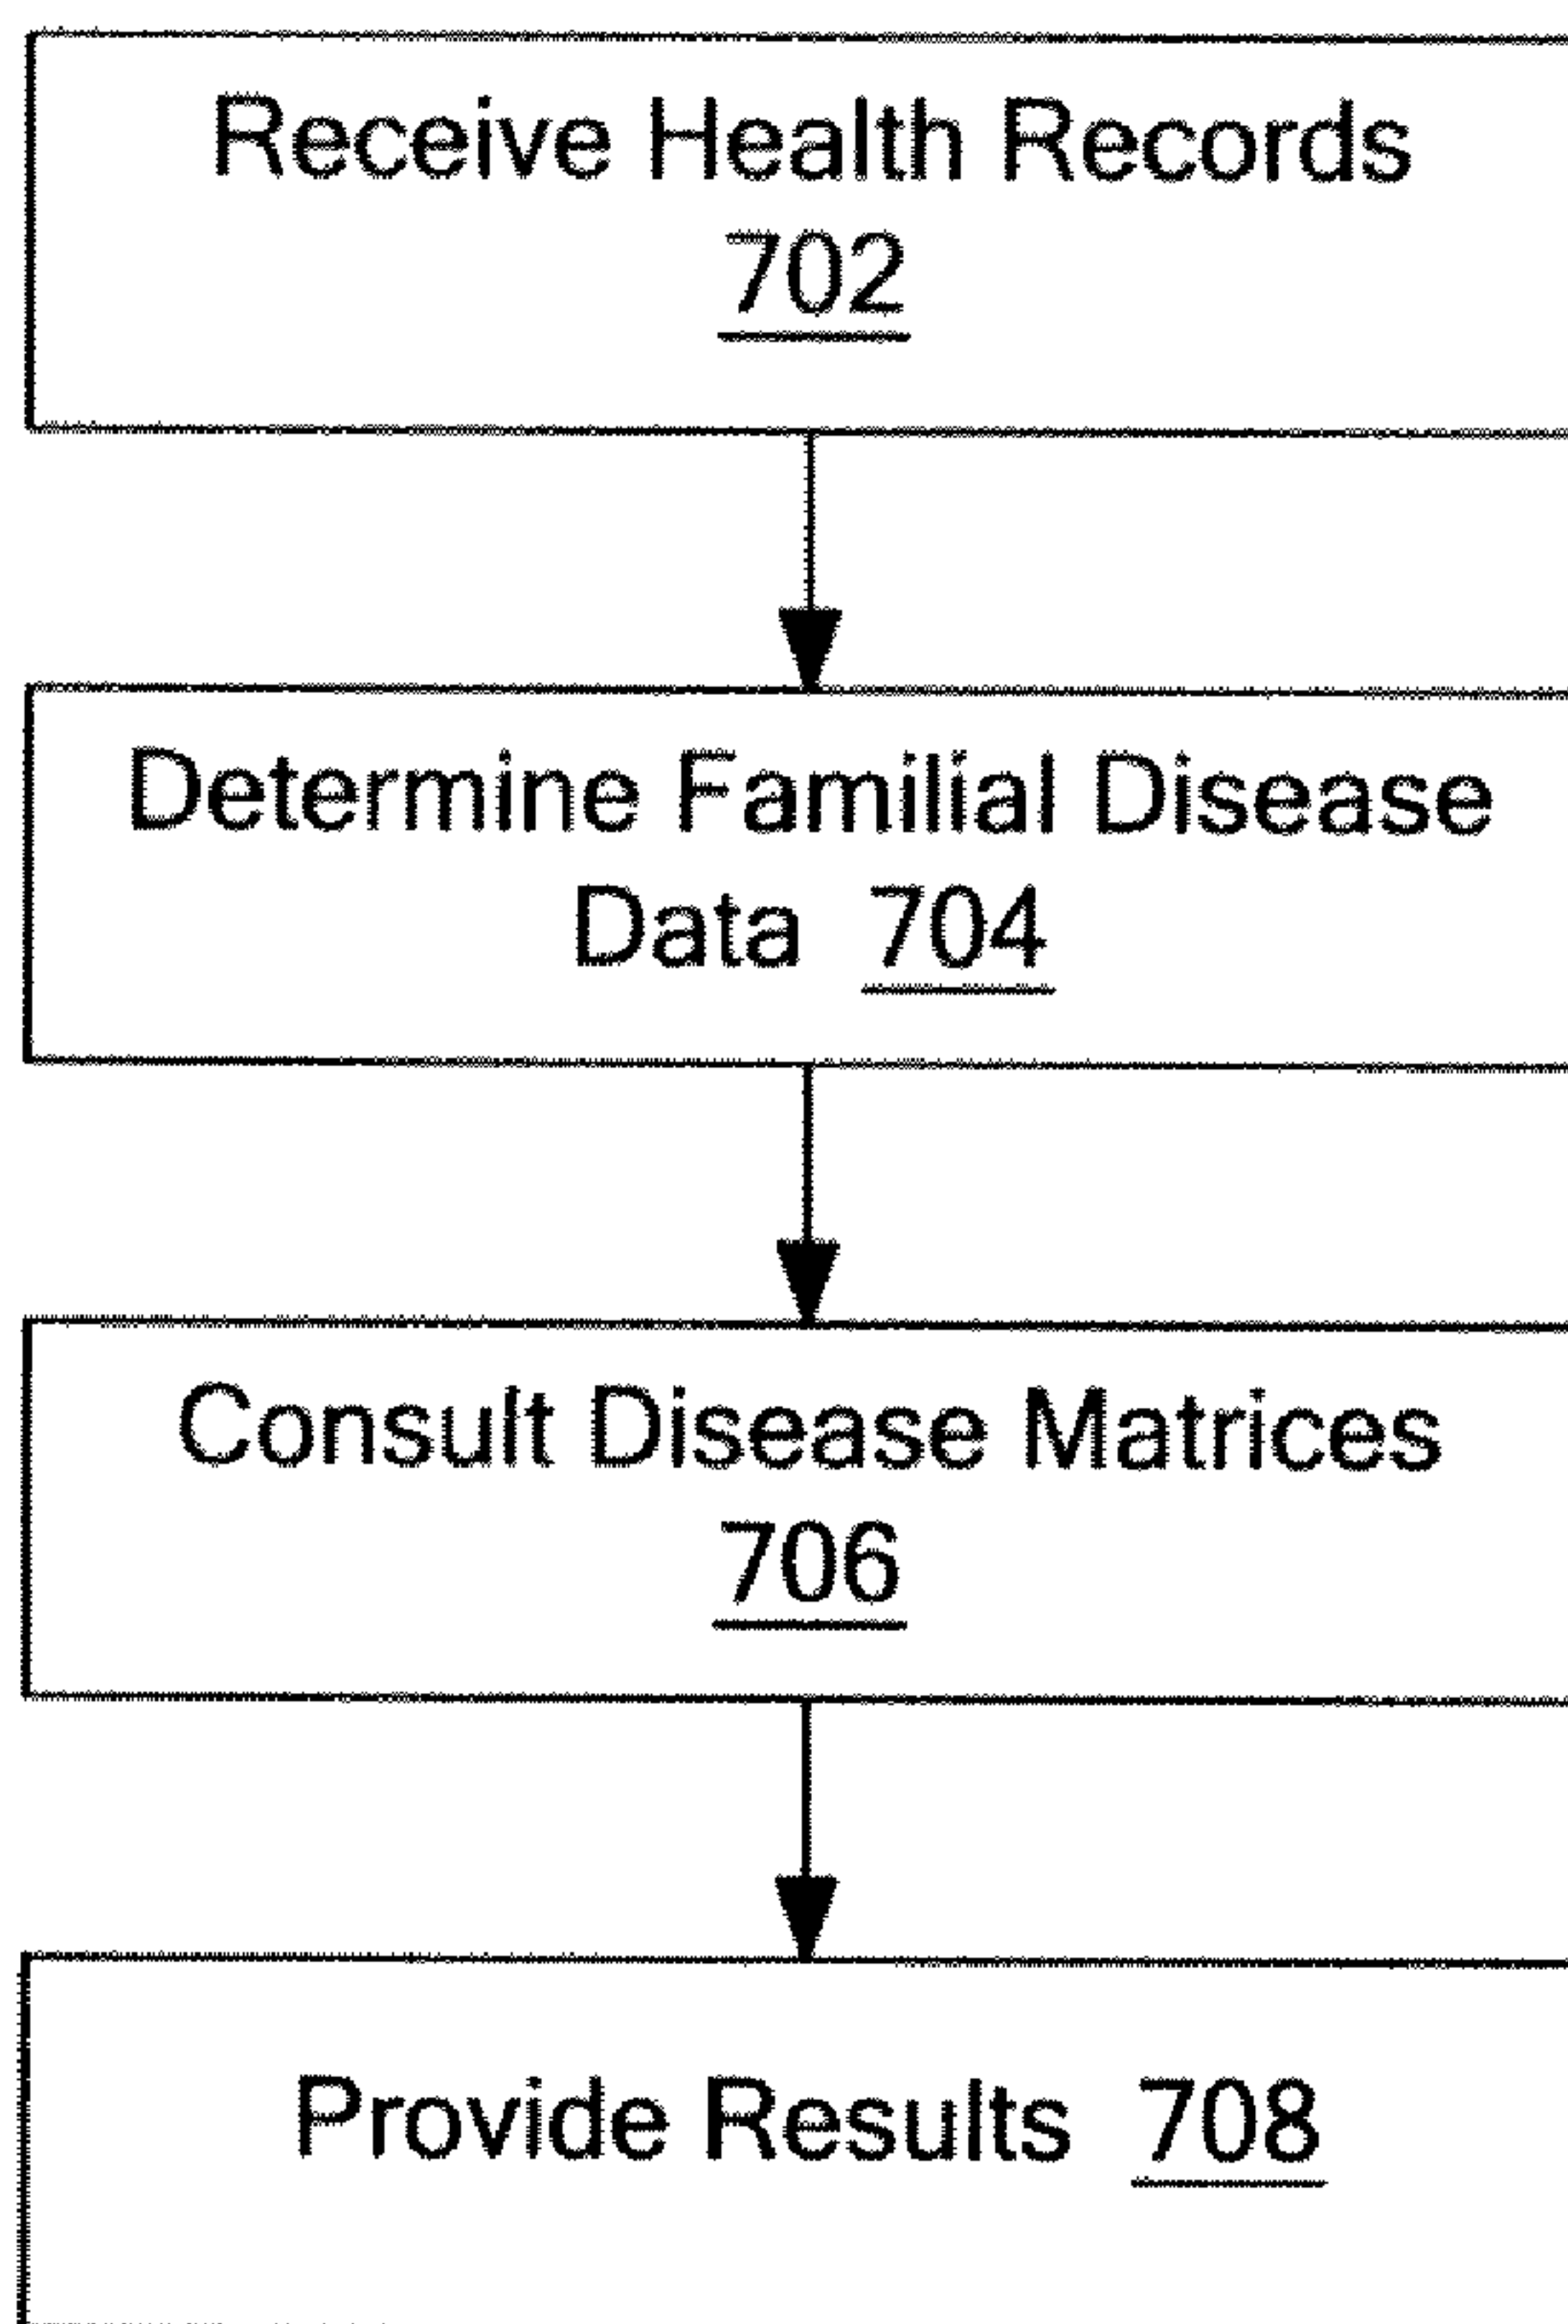 Receive Health Records
702
Determine Familial Disease
Data 704
Consult Disease Matrices
706
Provide Results 708